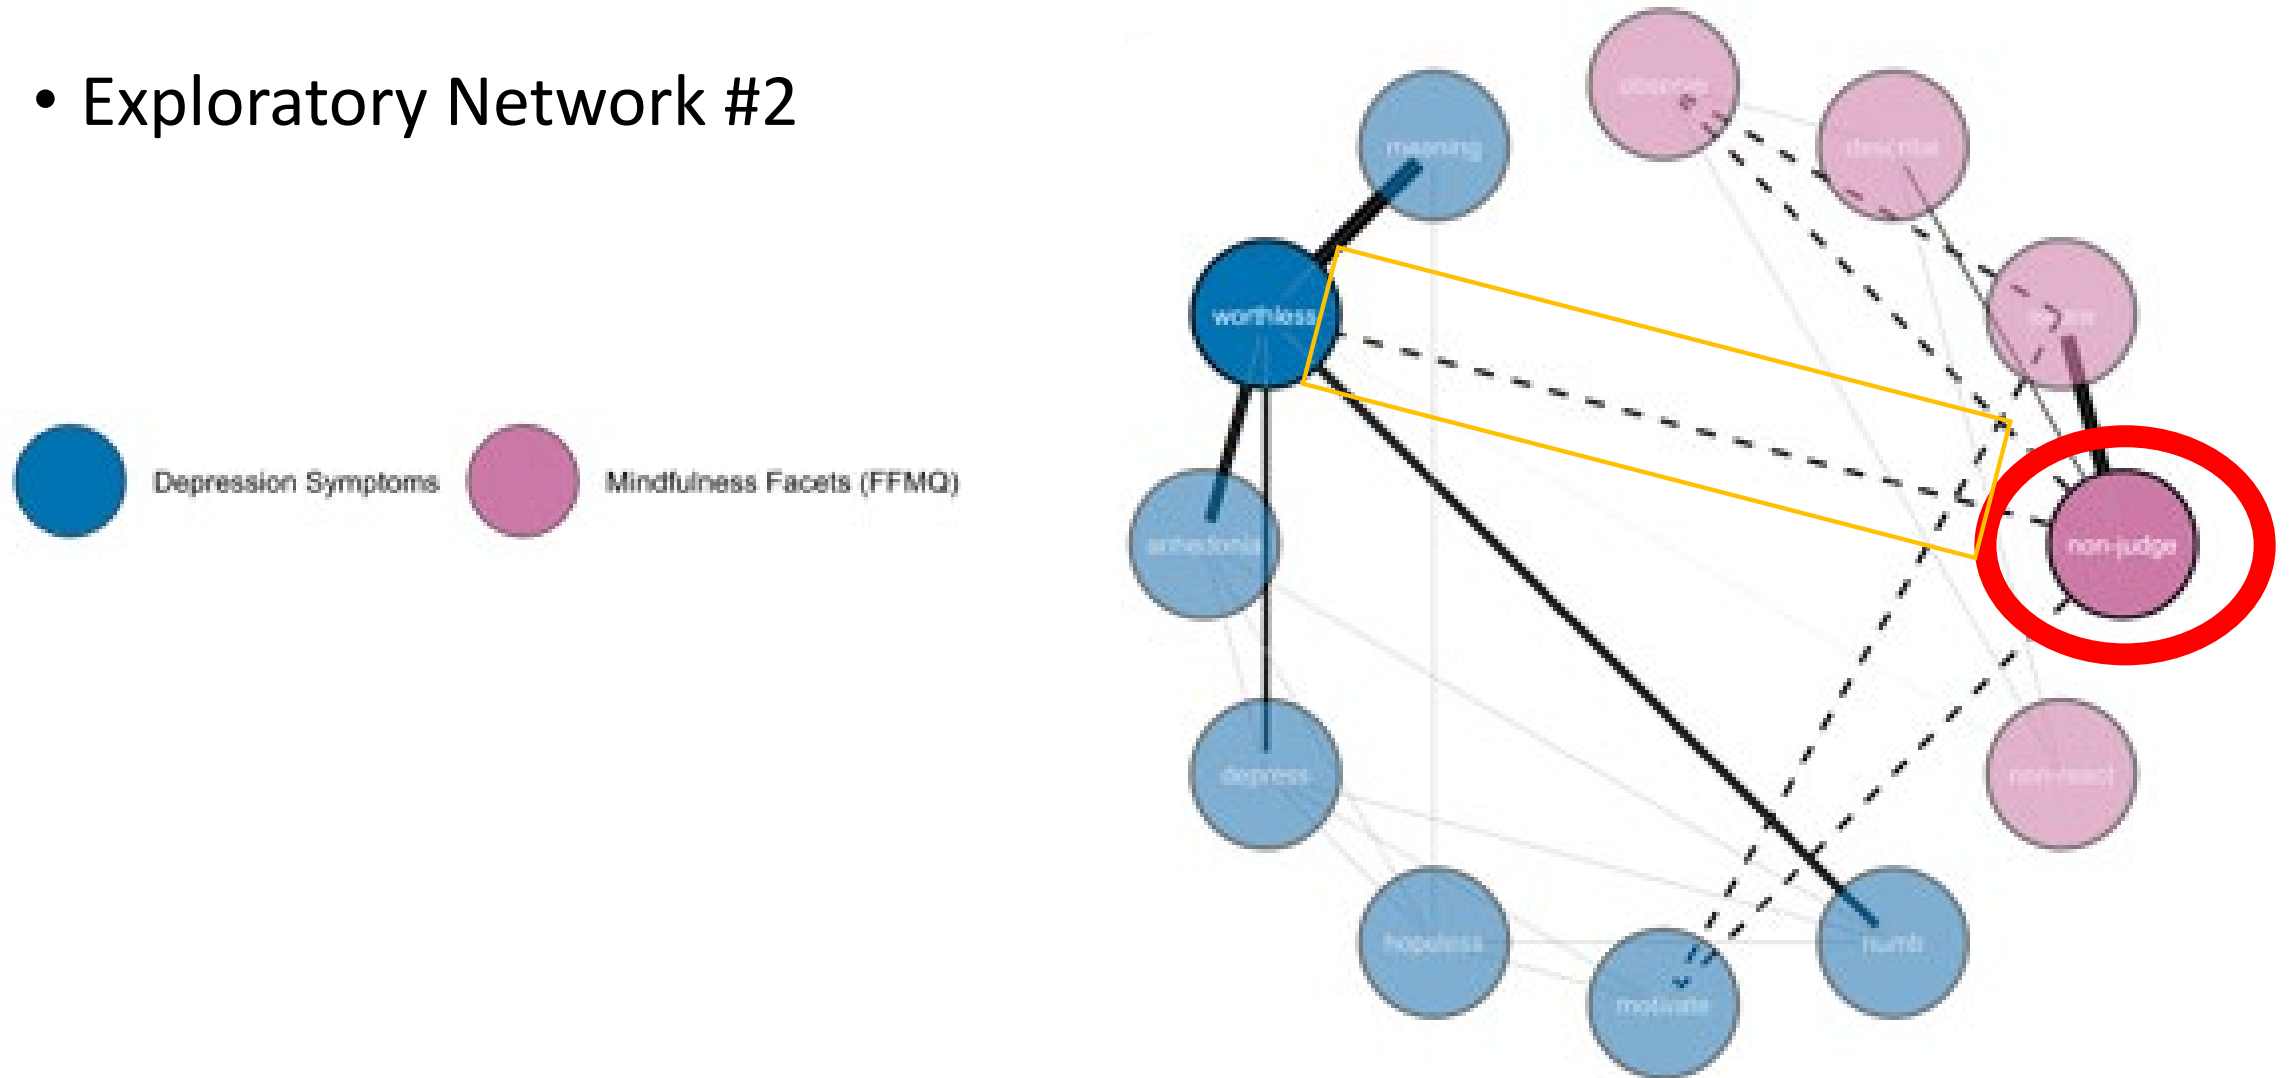 • Exploratory Network #2
Depression Symptoms
Mindfulness Facets (FFMQ)
observe
describe
meaning
worthless
non-judge
anhedonia
depress
non-react
hopeless
numb
motivate